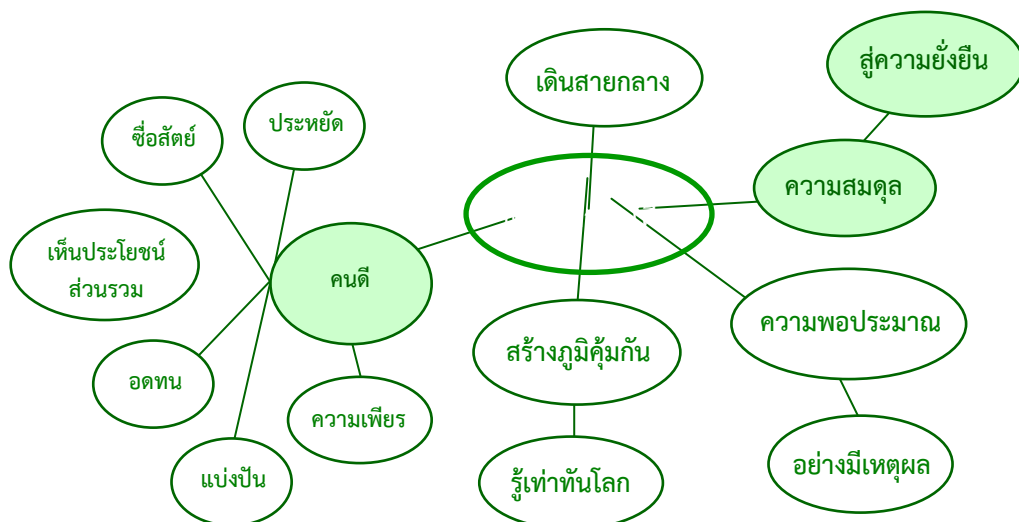 สู่ความยั่งยืน
เดินสายกลาง
ประหยัด
ซื่อสัตย์
ความสมดุล
เห็นประโยชน์
ส่วนรวม
คนดี
ความพอประมาณ
สร้างภูมิคุ้มกัน
อดทน
ความเพียร
อย่างมีเหตุผล
แบ่งปัน
รู้เท่าทันโลก